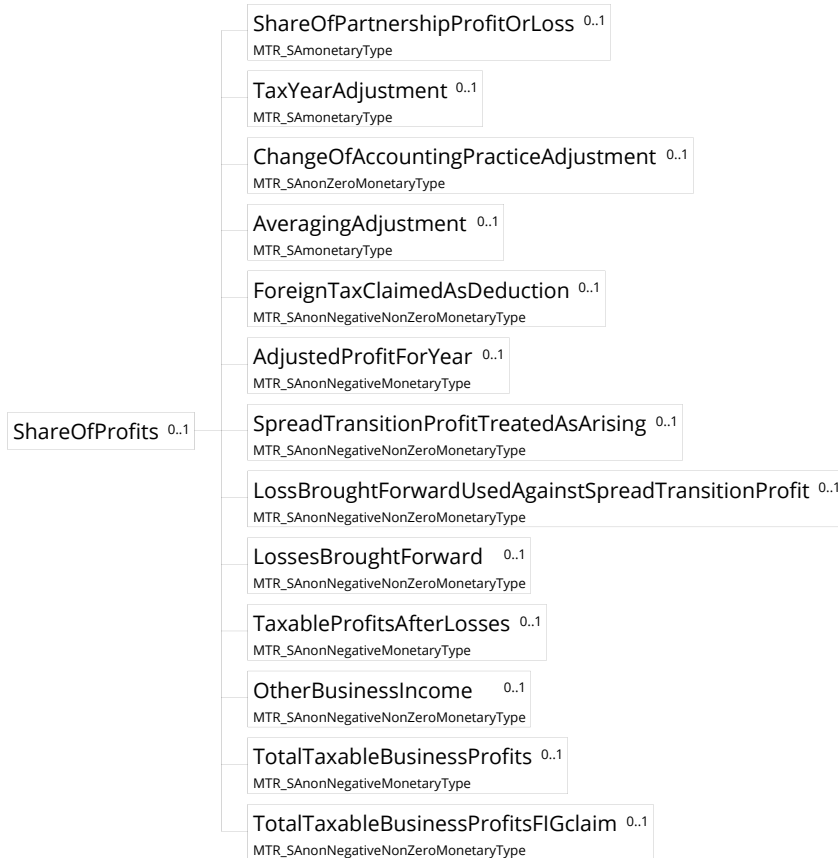 ShareOfPartnershipProfitOrLoss 0..1
MTR_SAmonetaryType
TaxYearAdjustment 0..1
MTR_SAmonetaryType
ChangeOfAccountingPracticeAdjustment 0..1
MTR_SAnonZeroMonetaryType
AveragingAdjustment 0..1
MTR_SAmonetaryType
ForeignTaxClaimedAsDeduction 0..1
MTR_SAnonNegativeNonZeroMonetaryType
AdjustedProfitForYear 0..1
MTR_SAnonNegativeMonetaryType
ShareOfProfits 0..1
SpreadTransitionProfitTreatedAsArising 0..1
MTR_SAnonNegativeNonZeroMonetaryType
LossBroughtForwardUsedAgainstSpreadTransitionProfit 0..1
MTR_SAnonNegativeNonZeroMonetaryType
LossesBroughtForward 0..1
MTR_SAnonNegativeNonZeroMonetaryType
TaxableProfitsAfterLosses 0..1
MTR_SAnonNegativeMonetaryType
OtherBusinessIncome 0..1
MTR_SAnonNegativeNonZeroMonetaryType
TotalTaxableBusinessProfits 0..1
MTR_SAnonNegativeMonetaryType
TotalTaxableBusinessProfitsFIGclaim 0..1
MTR_SAnonNegativeNonZeroMonetaryType